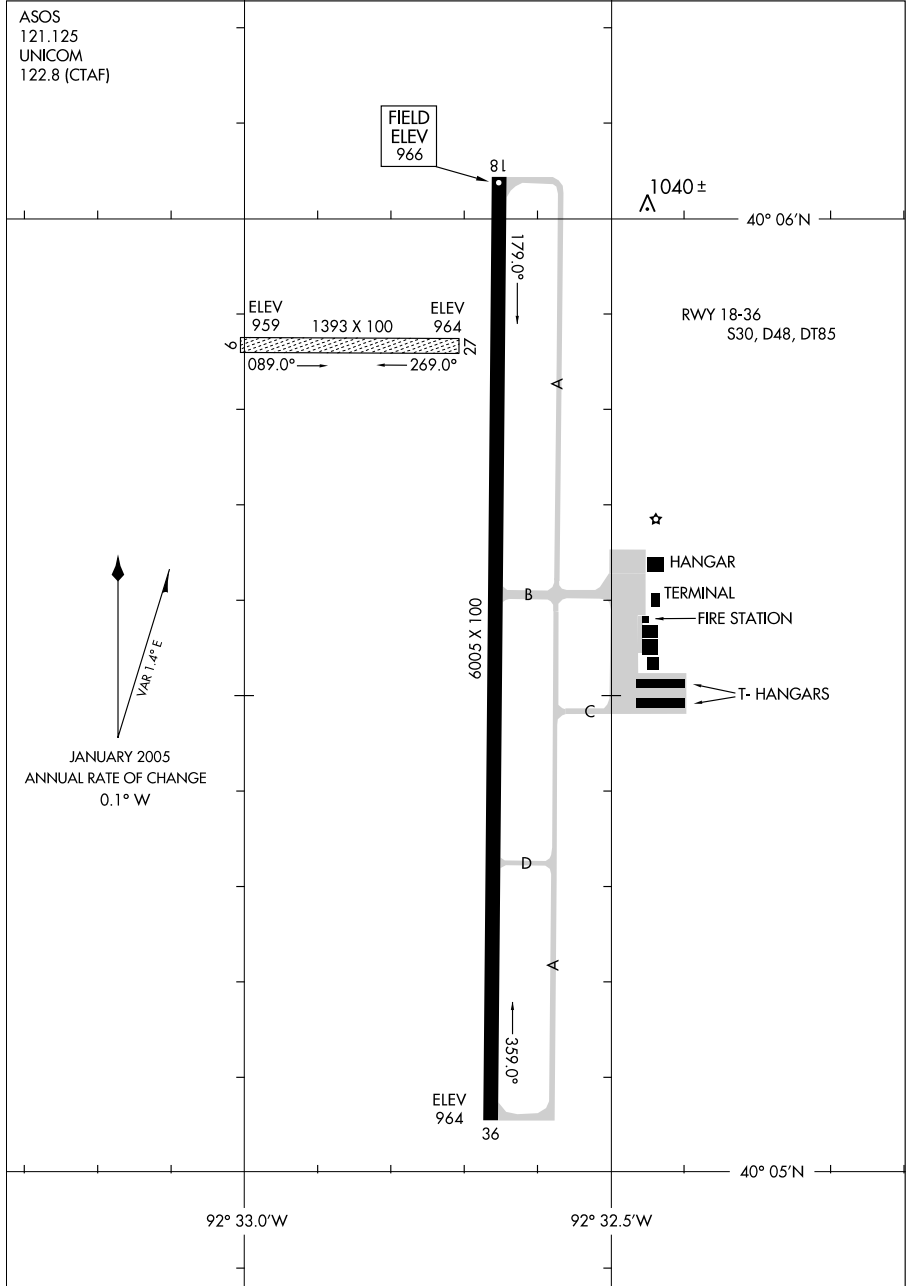 ASOS
121.125
UNICOM
122.8 (CTAF)
FIELD
ELEV
966
18
1040 ±
40° 06'N
179.0°
RWY 18-36
S30, D48, DT85
ELEV
959
1393 X 100
ELEV
964
9
27
089.0°
269.0°
A
HANGAR
B
TERMINAL
FIRE STATION
6005 X 100
VAR 1.4° E
T- HANGARS
C
JANUARY 2005
ANNUAL RATE OF CHANGE
0.1° W
D
A
359.0°
ELEV
964
36
40° 05'N
92° 33.0'W
92° 32.5'W